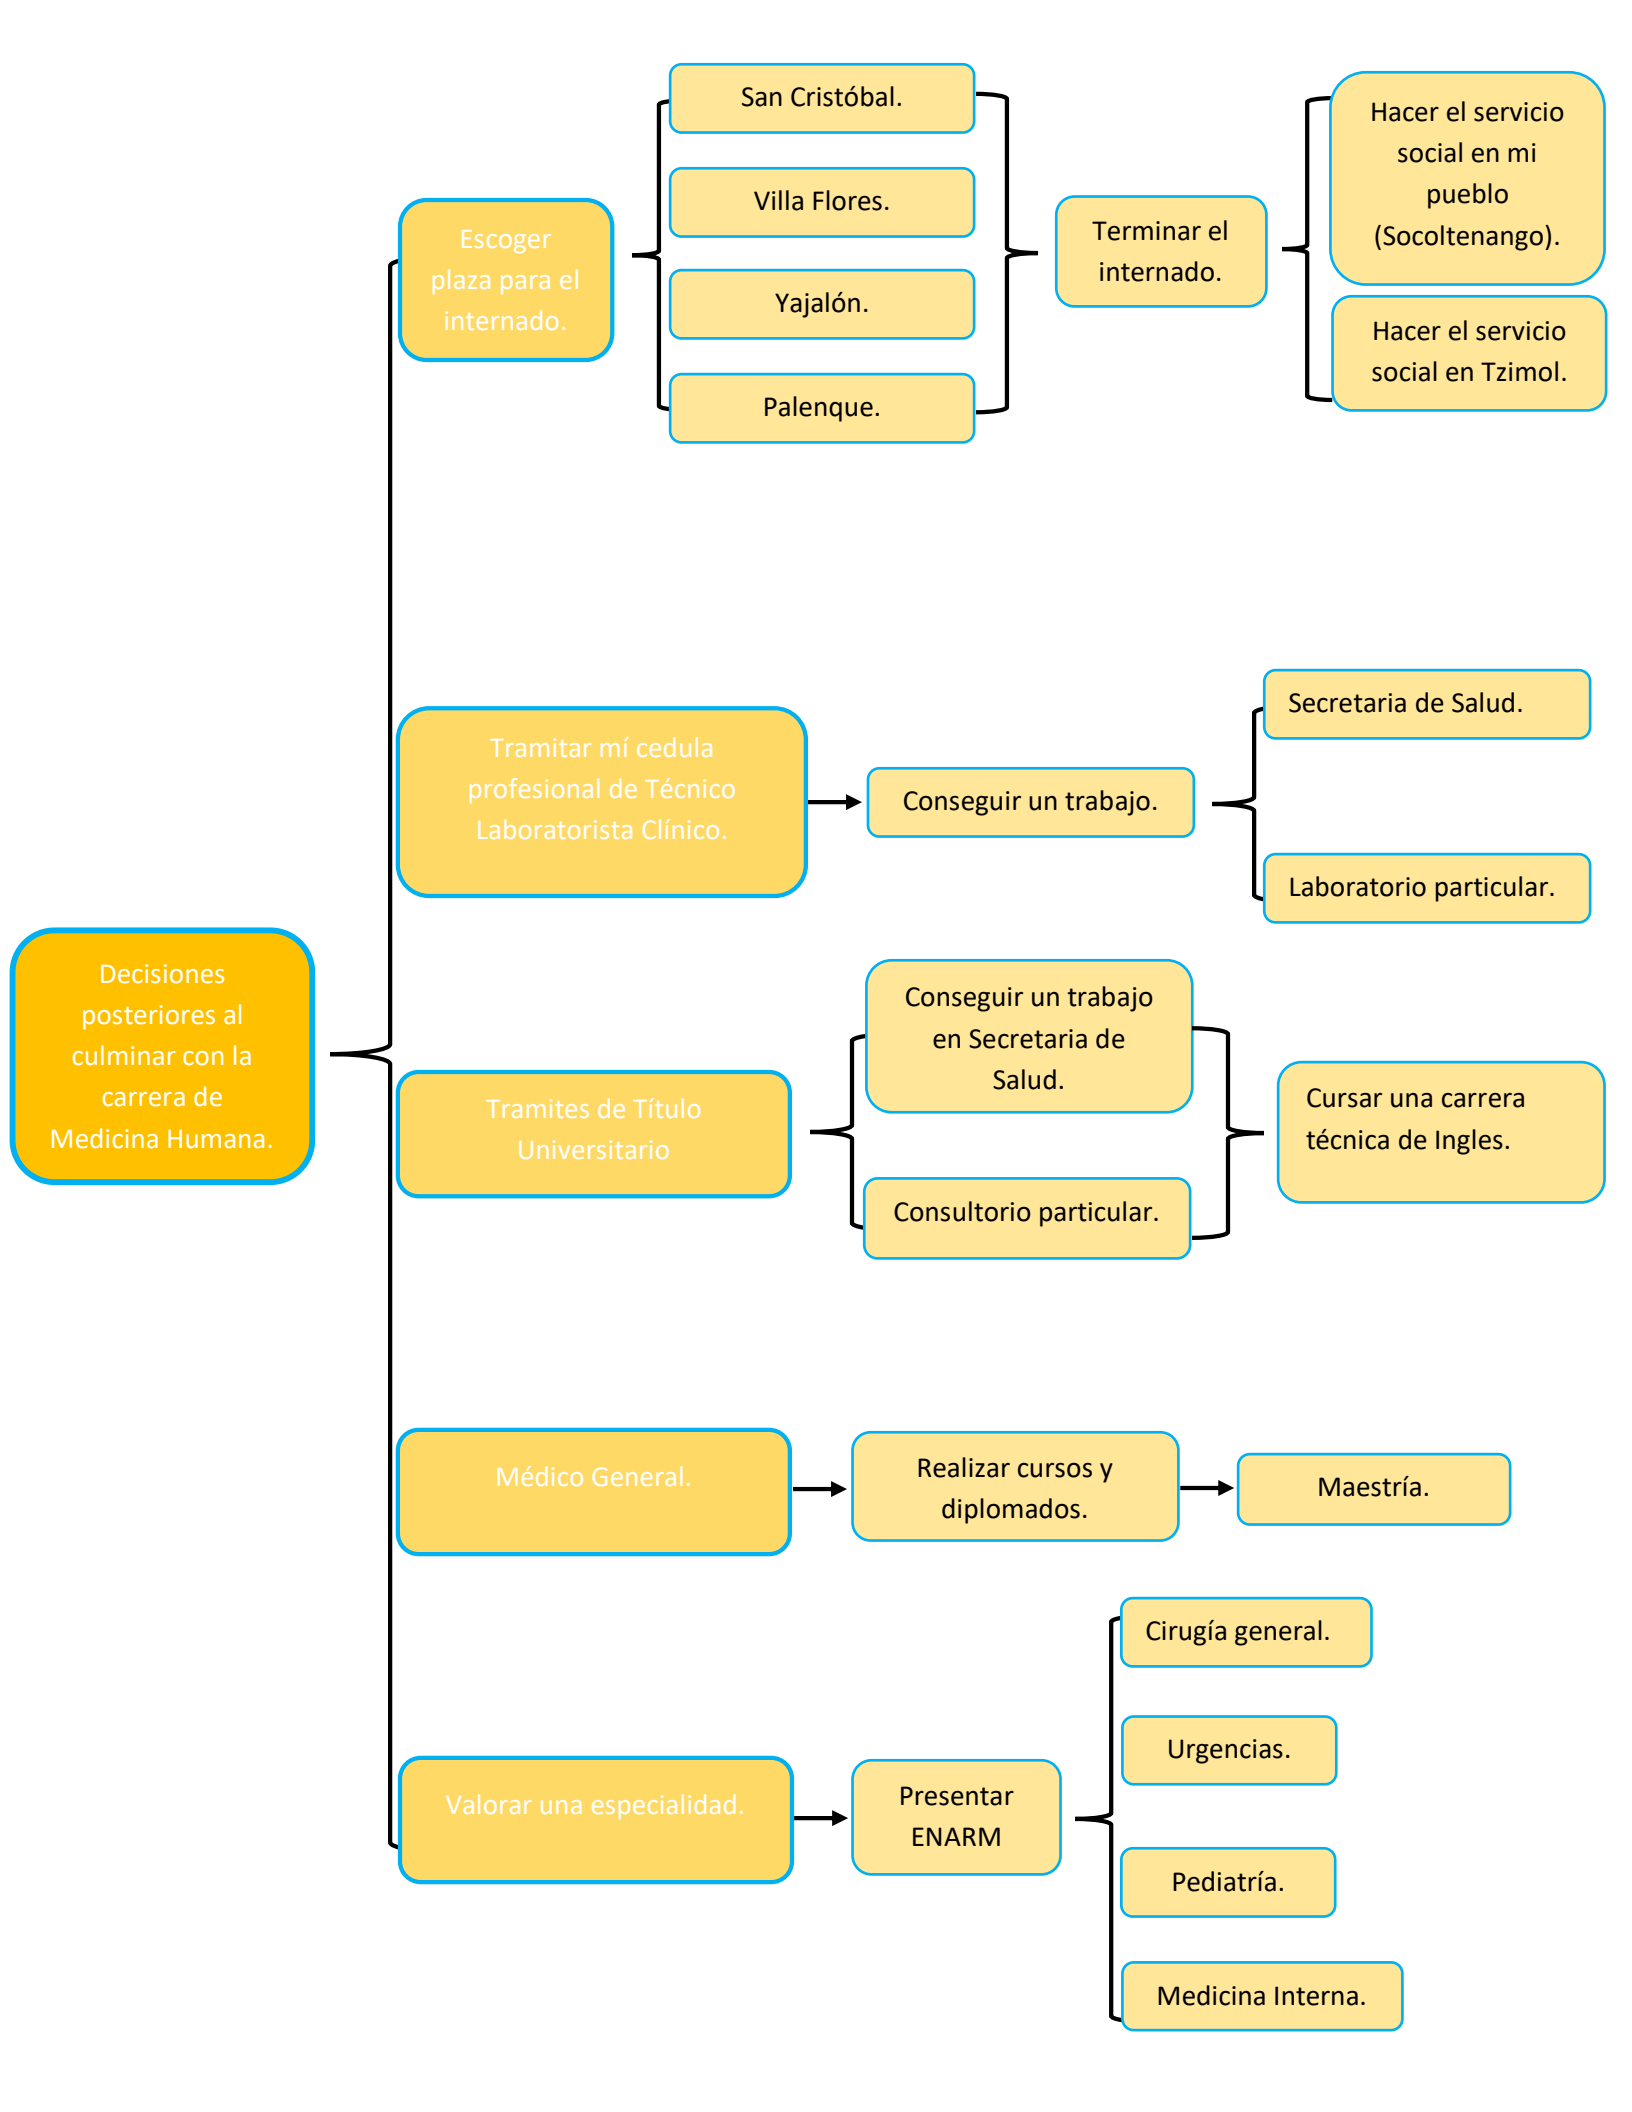 Decisiones
posteriores al
culminar con la
carrera de
Medicina Humana.
Escoger
plaza para el
internado.
San Cristóbal.
Villa Flores.
Yajalón.
Palenque.
Terminar el
internado.
Hacer el servicio
social en mi
pueblo
(Socoltenango).
Hacer el servicio
social en Tzimol.
Tramitar mí cedula
profesional de Técnico
Laboratorista Clínico.
Conseguir un trabajo.
Secretaria de Salud.
Laboratorio particular.
Tramites de Título
Universitario
Conseguir un trabajo
en Secretaria de
Salud.
Consultorio particular.
Cursar una carrera
técnica de Ingles.
Médico General.
Realizar cursos y
diplomados.
Maestría.
Valorar una especialidad.
Presentar
ENARM
Cirugía general.
Urgencias.
Pediatría.
Medicina Interna.